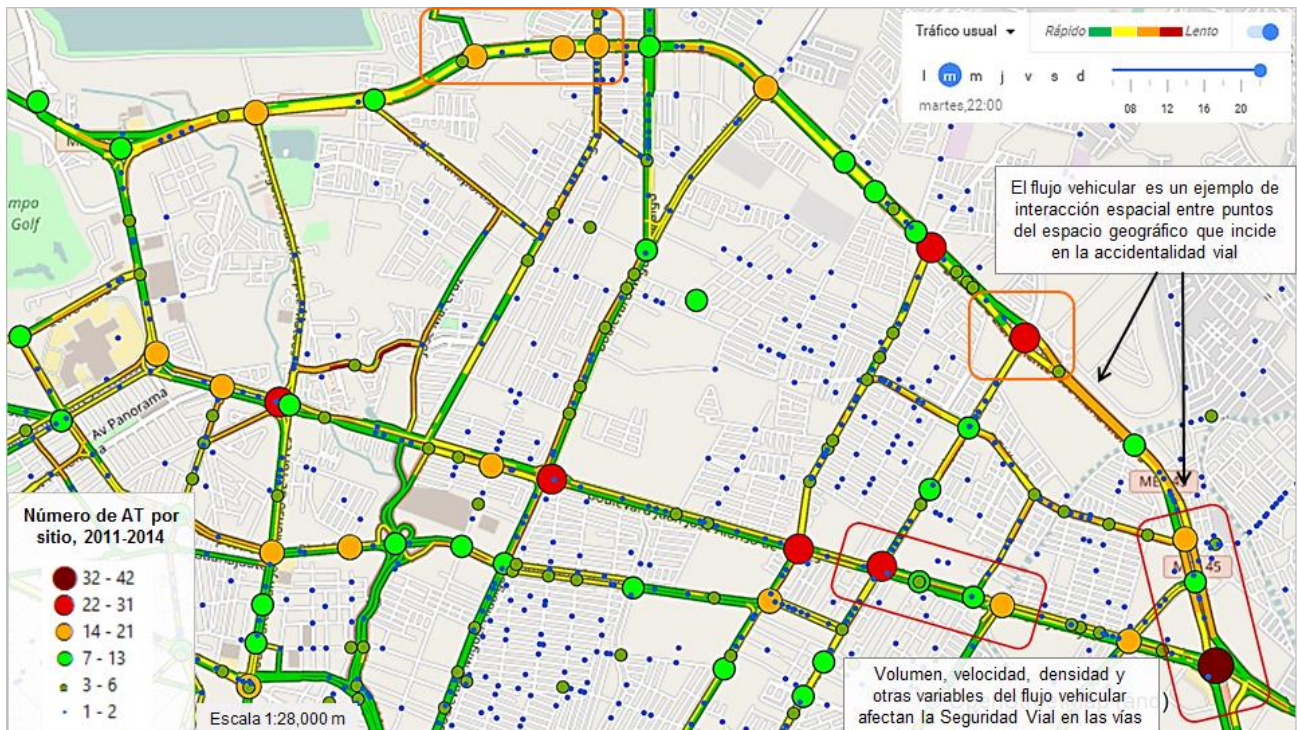 Tráfico usual
Rápido
Lento
l m m j v s d
martes,22:00
08 12 16 20
El flujo vehicular es un ejemplo de
interacción espacial entre puntos
del espacio geográfico que incide
en la accidentalidad vial
mpo
Golf
Av Panorama
Número de AT por
sitio, 2011-2014
32 - 42
22 - 31
14 - 21
7 - 13
3 - 6
1 - 2
Escala 1:28,000 m
Volumen, velocidad, densidad y
otras variables del flujo vehicular
afectan la Seguridad Vial en las vías
)